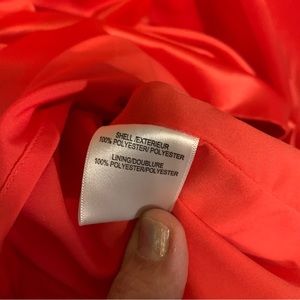 SHELL /EXTERIEUR
100% POLYESTER/ POLYESTER
LINING/DOUBLURE
100% POLYESTER/POLYESTER